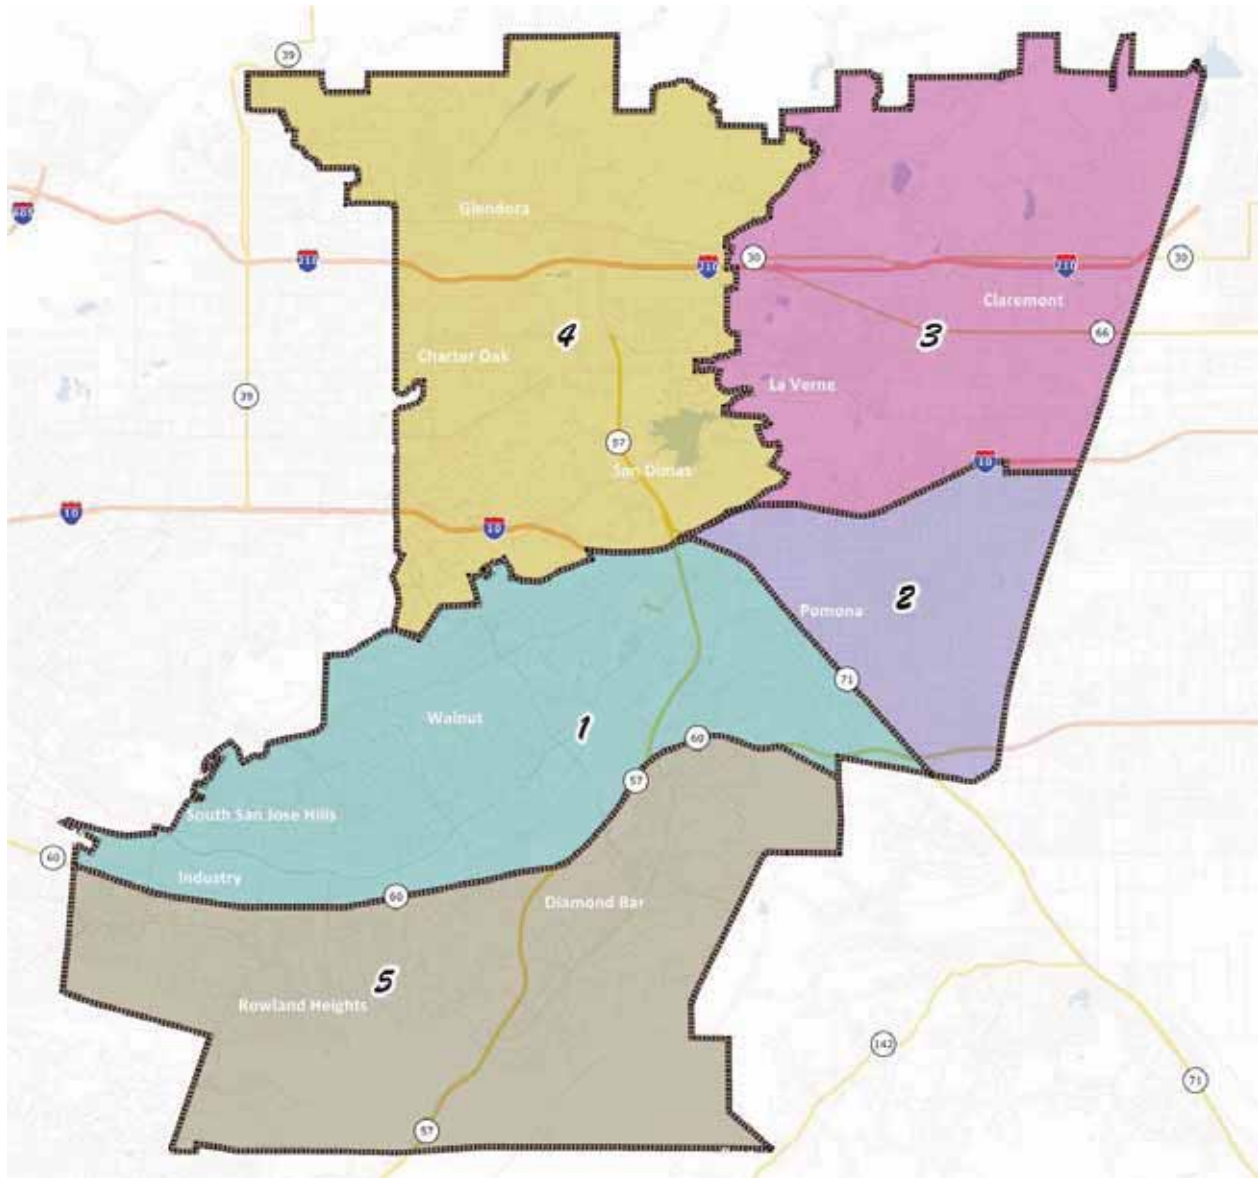 39
605
210
Glendora
210
30
210
30
Claremont
4
3
66
Charter Oak
La Verne
39
57
San Dimas
10
10
10
2
Pomona
71
Walnut
1
60
57
South San Jose Hills
60
Industry
60
Diamond Bar
5
Rowland Heights
142
71
57